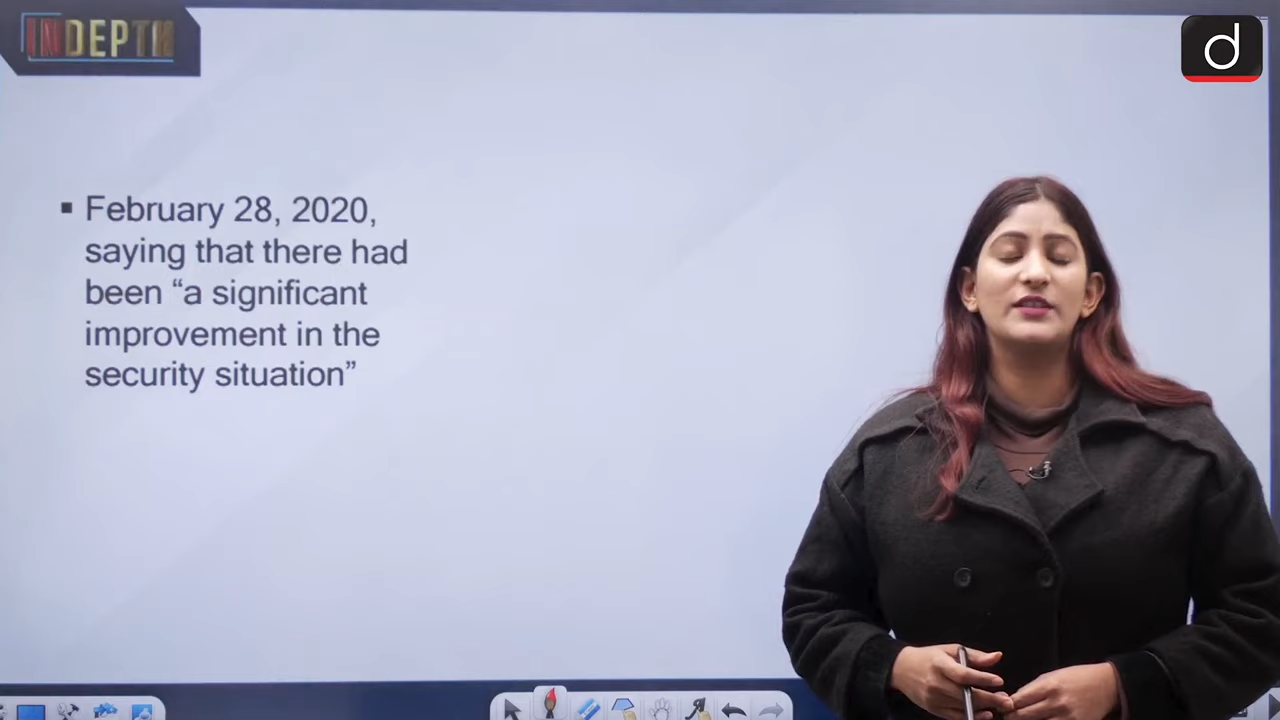 INDEPTH
d
▪ February 28, 2020,
saying that there had
been “a significant
improvement in the
security situation”